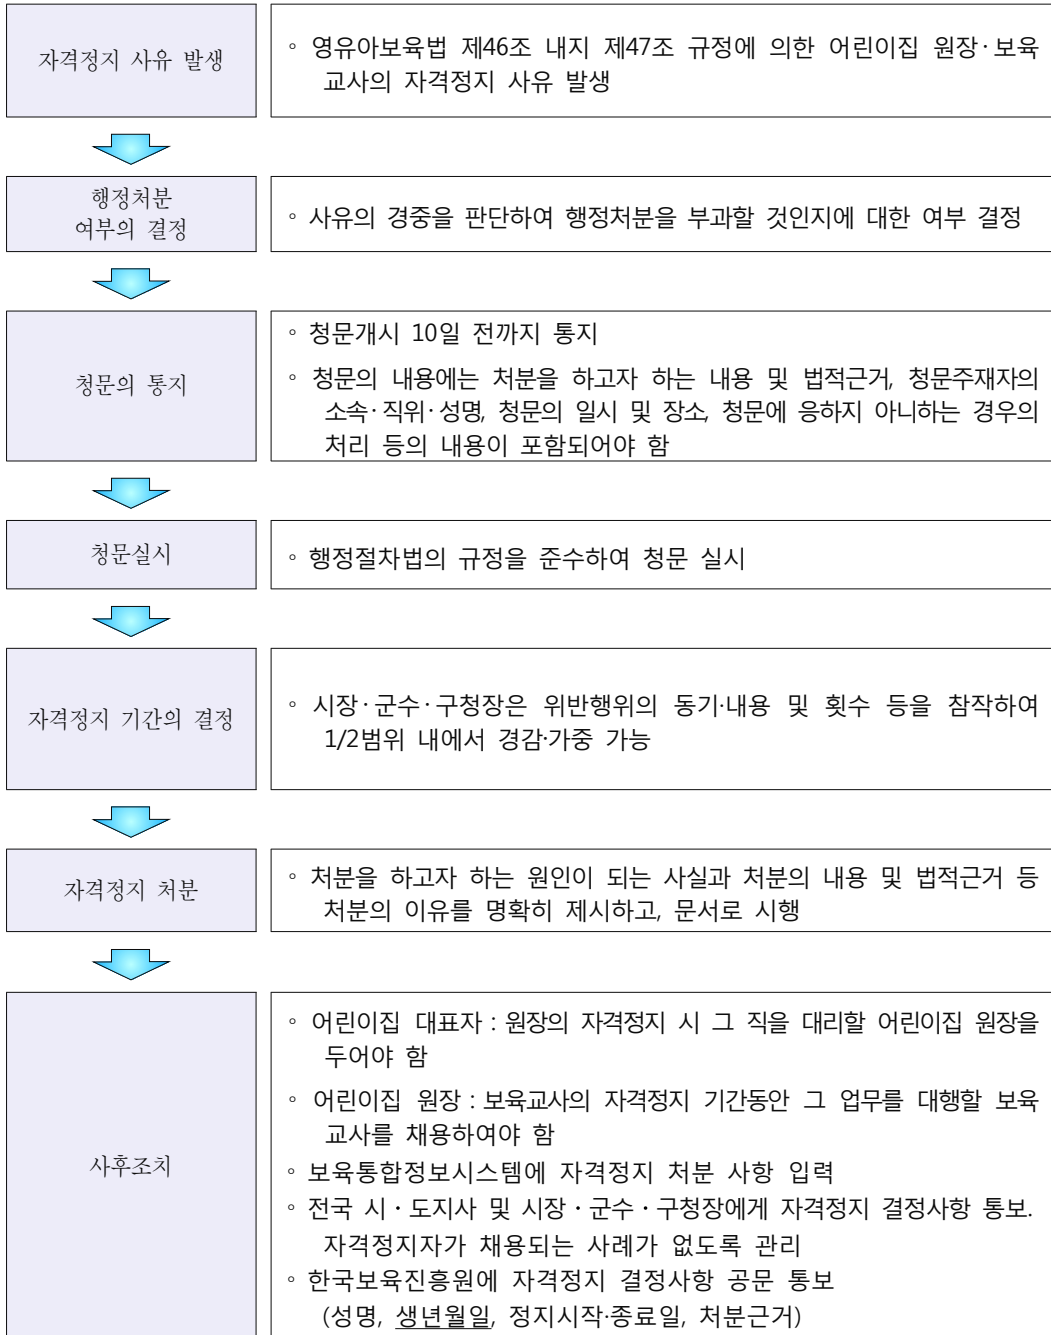 자격정지 사유 발생
◦ 영유아보육법 제46조 내지 제47조 규정에 의한 어린이집 원장·보육
교사의 자격정지 사유 발생
행정처분
여부의 결정
◦ 사유의 경중을 판단하여 행정처분을 부과할 것인지에 대한 여부 결정
청문의 통지
◦ 청문개시 10일 전까지 통지
◦ 청문의 내용에는 처분을 하고자 하는 내용 및 법적근거, 청문주재자의
소속·직위·성명, 청문의 일시 및 장소, 청문에 응하지 아니하는 경우의
처리 등의 내용이 포함되어야 함
청문실시
◦ 행정절차법의 규정을 준수하여 청문 실시
자격정지 기간의 결정
◦ 시장·군수·구청장은 위반행위의 동기·내용 및 횟수 등을 참작하여
1/2범위 내에서 경감·가중 가능
자격정지 처분
◦ 처분을 하고자 하는 원인이 되는 사실과 처분의 내용 및 법적근거 등
처분의 이유를 명확히 제시하고, 문서로 시행
사후조치
◦ 어린이집 대표자 : 원장의 자격정지 시 그 직을 대리할 어린이집 원장을
두어야 함
◦ 어린이집 원장 : 보육교사의 자격정지 기간동안 그 업무를 대행할 보육
교사를 채용하여야 함
◦ 보육통합정보시스템에 자격정지 처분 사항 입력
◦ 전국 시·도지사 및 시장·군수·구청장에게 자격정지 결정사항 통보.
자격정지자가 채용되는 사례가 없도록 관리
◦ 한국보육진흥원에 자격정지 결정사항 공문 통보
(성명, 생년월일, 정지시작·종료일, 처분근거)